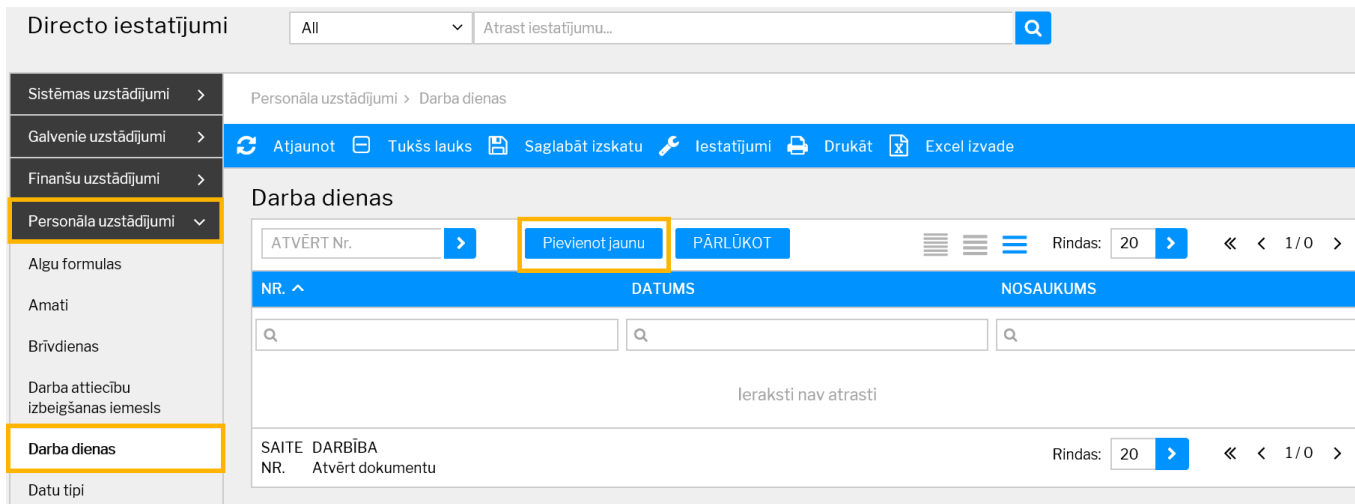 Directo iestatījumi
All
Atrast iestatījumu...
Sistēmas uzstādījumi
Galvenie uzstādījumi
Finanšu uzstādījumi
Personāla uzstādījumi
Algu formulas
Amati
Brīvdienas
Darba attiecību
izbeigšanas iemesls
Darba dienas
Datu tipi
Personāla uzstādījumi > Darba dienas
Atjaunot Tukšs lauks Saglabāt izskatu Iestatījumi Drukāt Excel izvade
Darba dienas
ATVĒRT Nr. Pievienot jaunu PĀRLŪKOT Rindas: 20 1 / 0
NR. DATUMS NOSAUKUMS
Ieraksti nav atrasti
SAITE DARBĪBA
NR. Atvērt dokumentu
Rindas: 20 1 / 0